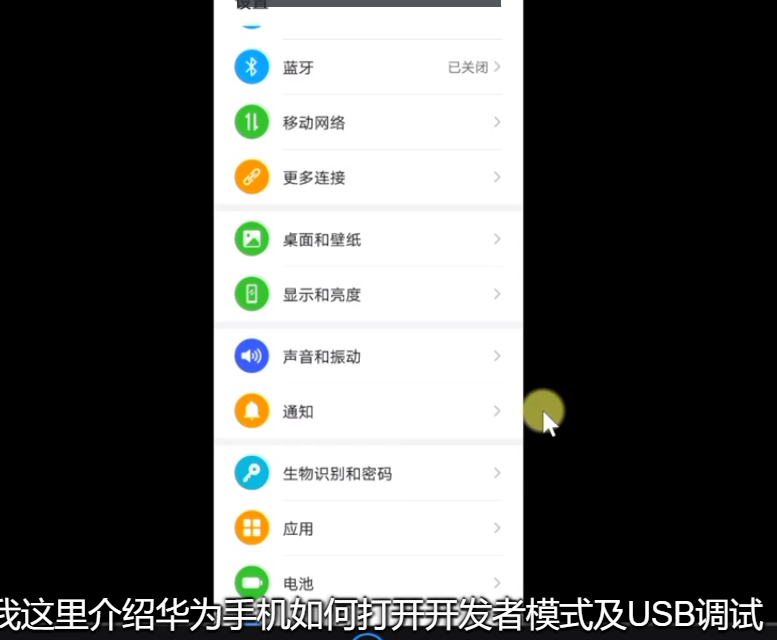 设置
蓝牙 已关闭
移动网络
更多连接
桌面和壁纸
显示和亮度
声音和振动
通知
生物识别和密码
应用
电池
我这里介绍华为手机如何打开开发者模式及USB调试